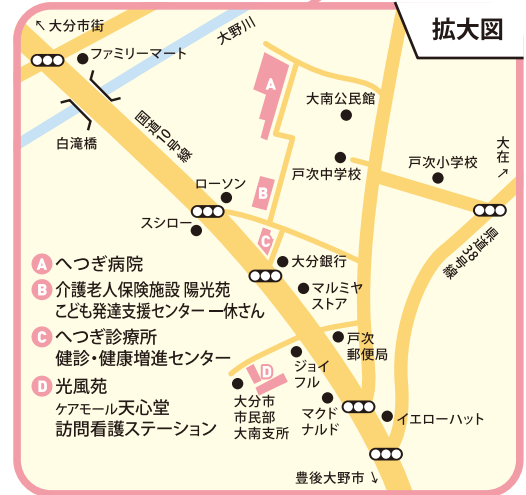 拡大図
↖大分市街
ファミリーマート
大野川
白滝橋
国道10号線
A
大南公民館
戸次中学校
戸次小学校
大在↗
ローソン
B
スシロー
C
県道38号線
大分銀行
マルミヤ
ストア
A へつぎ病院
B 介護老人保険施設 陽光苑
こども発達支援センター 一休さん
C へつぎ診療所
健診・健康増進センター
D 光風苑
ケアモール天心堂
訪問看護ステーション
戸次
郵便局
ジョイ
フル
D
大分市
市民部
大南支所
マクド
ナルド
イエローハット
豊後大野市↘